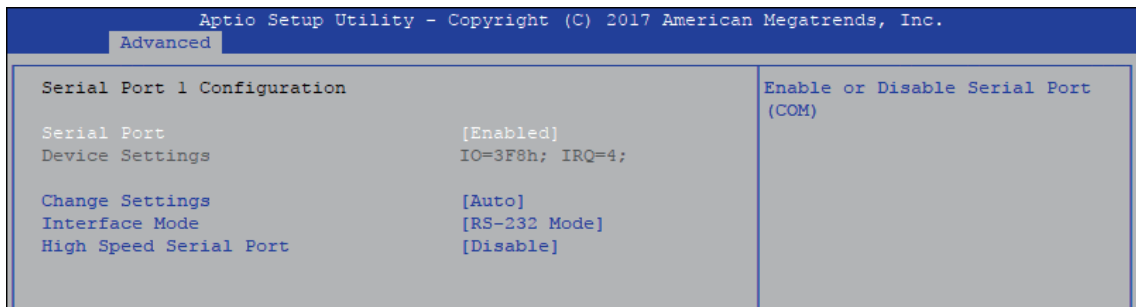 Aptio Setup Utility - Copyright (C) 2017 American Megatrends, Inc.
Advanced
Serial Port 1 Configuration
Serial Port [Enabled]
Device Settings IO=3F8h; IRQ=4;
Change Settings [Auto]
Interface Mode [RS-232 Mode]
High Speed Serial Port [Disable]
Enable or Disable Serial Port
(COM)